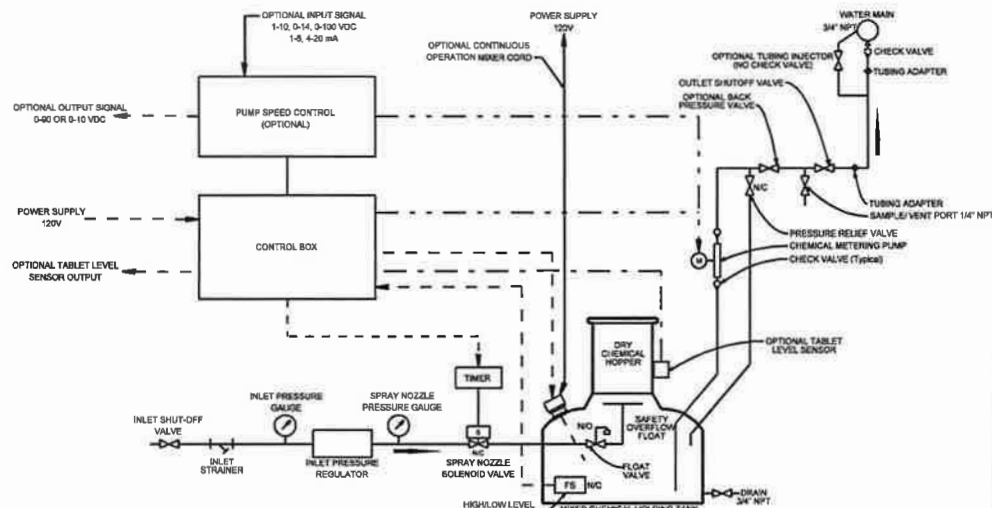 OPTIONAL INPUT SIGNAL
1-10, 0-14, 0-100 VDC
1-5, 4-20 mA
POWER SUPPLY
120V
OPTIONAL CONTINUOUS
OPERATION MIXER CORD
WATER MAIN
3/4" NPT
CHECK VALVE
OPTIONAL TUBING INJECTOR
(NO CHECK VALVE)
TUBING ADAPTER
OUTLET SHUTOFF VALVE
OPTIONAL BACK
PRESSURE VALVE
OPTIONAL OUTPUT SIGNAL
0-90 OR 0-10 VDC
PUMP SPEED CONTROL
(OPTIONAL)
N/C
TUBING ADAPTER
SAMPLE/ VENT PORT 1/4" NPT
POWER SUPPLY
120V
PRESSURE RELIEF VALVE
CONTROL BOX
M
CHEMICAL METERING PUMP
CHECK VALVE (Typical)
OPTIONAL TABLET LEVEL
SENSOR OUTPUT
DRY
CHEMICAL
HOPPER
OPTIONAL TABLET
LEVEL SENSOR
TIMER
INLET PRESSURE
GAUGE
SPRAY NOZZLE
PRESSURE GAUGE
INLET SHUT-OFF
VALVE
S
N/C
N/O
SAFETY
OVERFLOW
FLOAT
INLET
STRAINER
INLET PRESSURE
REGULATOR
SPRAY NOZZLE
SOLENOID VALVE
FLOAT
VALVE
FS
N/C
DRAIN
3/4" NPT
HIGH/LOW LEVEL
MIXED CHEMICAL HOLDING TANK